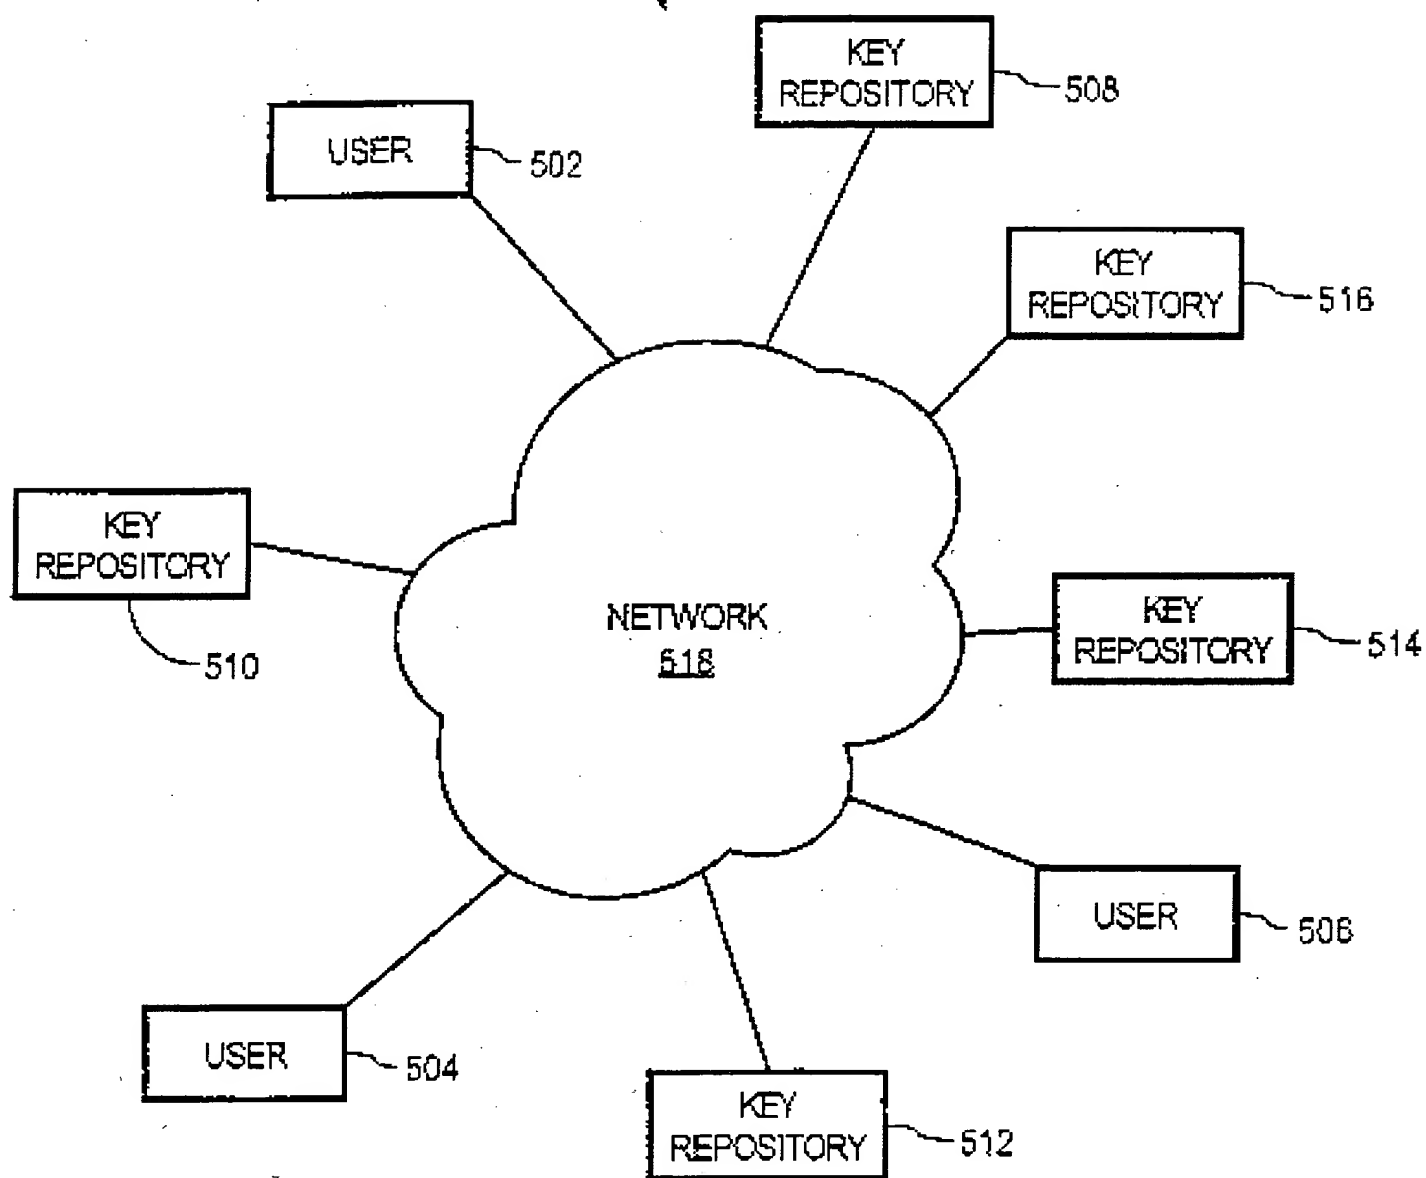 KEY
REPOSITORY
508
USER
502
KEY
REPOSITORY
516
KEY
REPOSITORY
510
NETWORK
518
KEY
REPOSITORY
514
USER
506
USER
504
KEY
REPOSITORY
512